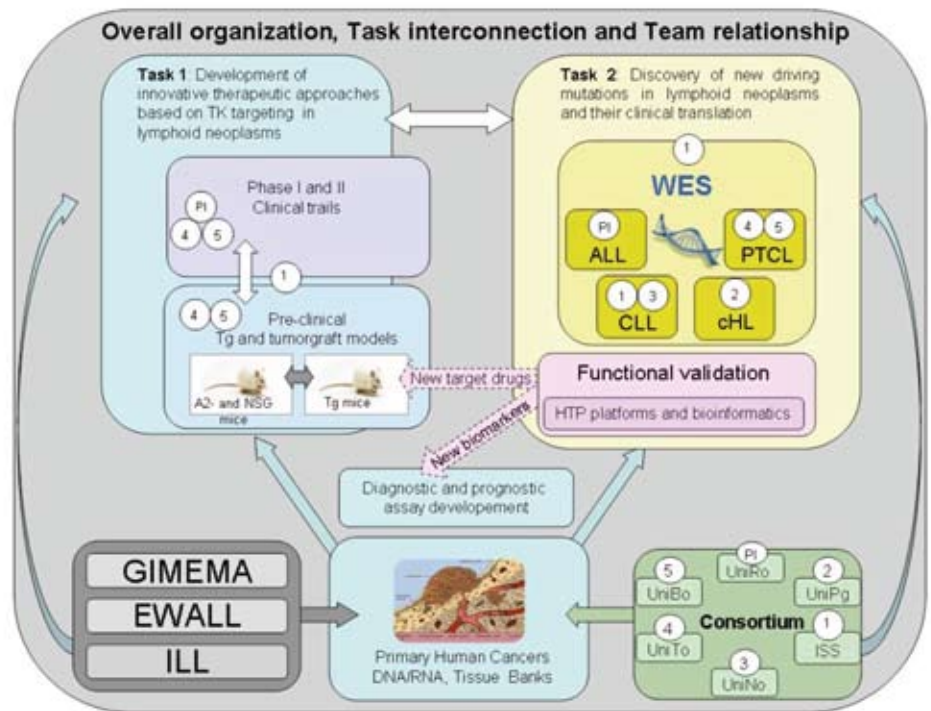 Overall organization, Task interconnection and Team relationship
Task 1: Development of
innovative therapeutic approaches
based on TK targeting in
lymphoid neoplasms
Phase I and II
Clinical trails
PI
4
5
1
4
5
Pre-clinical
Tg and tumorgraft models
A2- and NSG
mice
Tg mice
Task 2: Discovery of new driving
mutations in lymphoid neoplasms
and their clinical translation
1
WES
PI
ALL
4
5
PTCL
1
3
CLL
2
cHL
New target drugs
Functional validation
HTP platforms and bioinformatics
New biomarkers
Diagnostic and prognostic
assay developement
GIMEMA
EWALL
ILL
Primary Human Cancers
DNA/RNA, Tissue Banks
PI
UniRo
5
UniBo
2
UniPg
Consortium
4
UniTo
1
ISS
3
UniNo